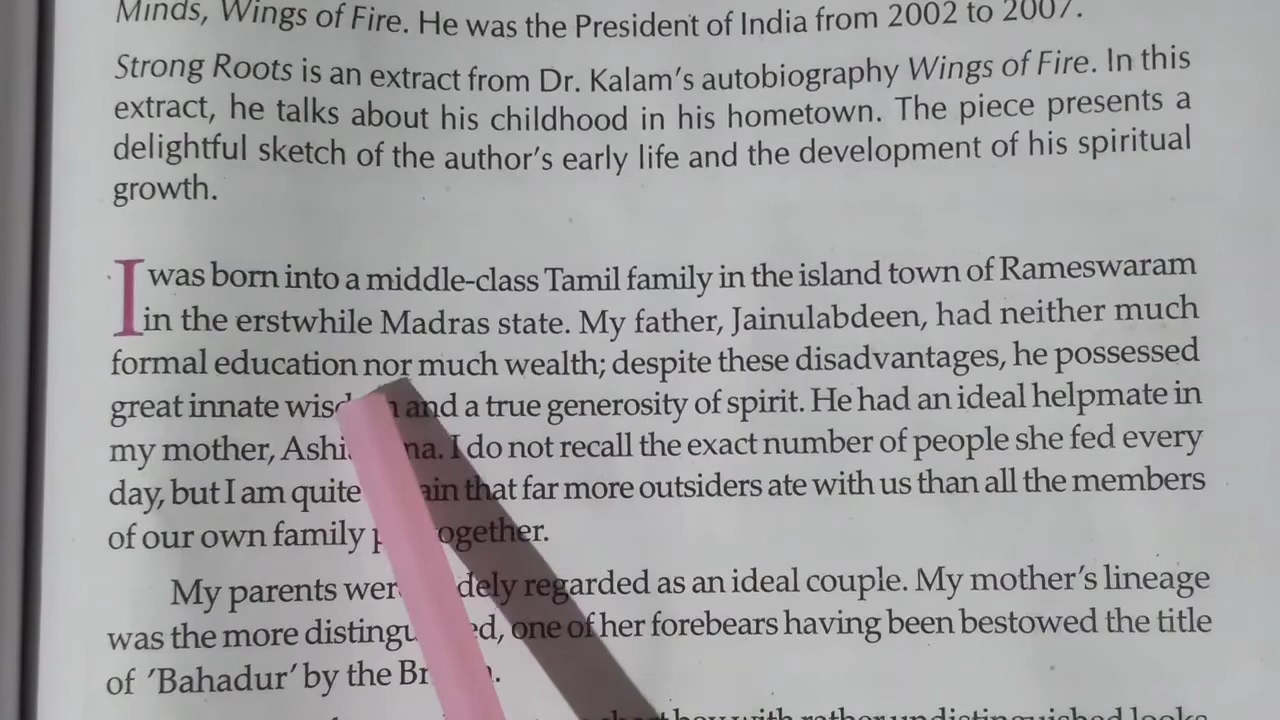 Minds, Wings of Fire. He was the President of India from 2002 to 2007.
Strong Roots is an extract from Dr. Kalam's autobiography Wings of Fire. In this
extract, he talks about his childhood in his hometown. The piece presents a
delightful sketch of the author's early life and the development of his spiritual
growth.
I was born into a middle-class Tamil family in the island town of Rameswaram
in the erstwhile Madras state. My father, Jainulabdeen, had neither much
formal education nor much wealth; despite these disadvantages, he possessed
great innate and a true generosity of spirit. He had an ideal helpmate in
my mother, I do not recall the exact number of people she fed every
day, but I am quite that far more outsiders ate with us than all the members
of our own family
My parents regarded as an ideal couple. My mother's lineage
was the more one of her forebears having been bestowed the title
of 'Bahadur' by the
boy with rather undistinguished looks